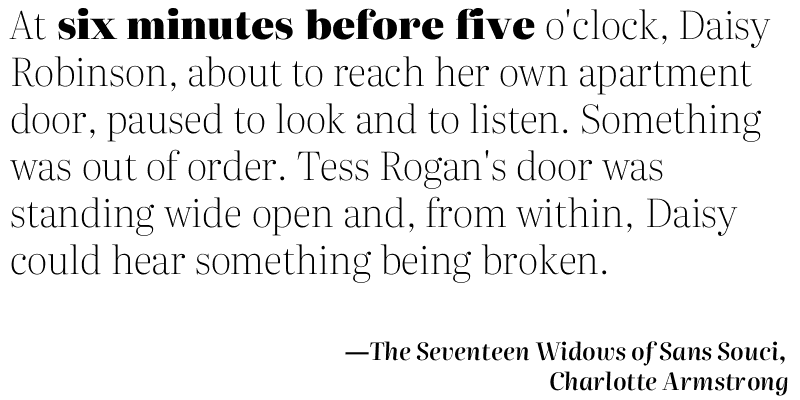 At six minutes before five o'clock, Daisy
Robinson, about to reach her own apartment
door, paused to look and to listen. Something
was out of order. Tess Rogan's door was
standing wide open and, from within, Daisy
could hear something being broken.
—The Seventeen Widows of Sans Souci,
Charlotte Armstrong